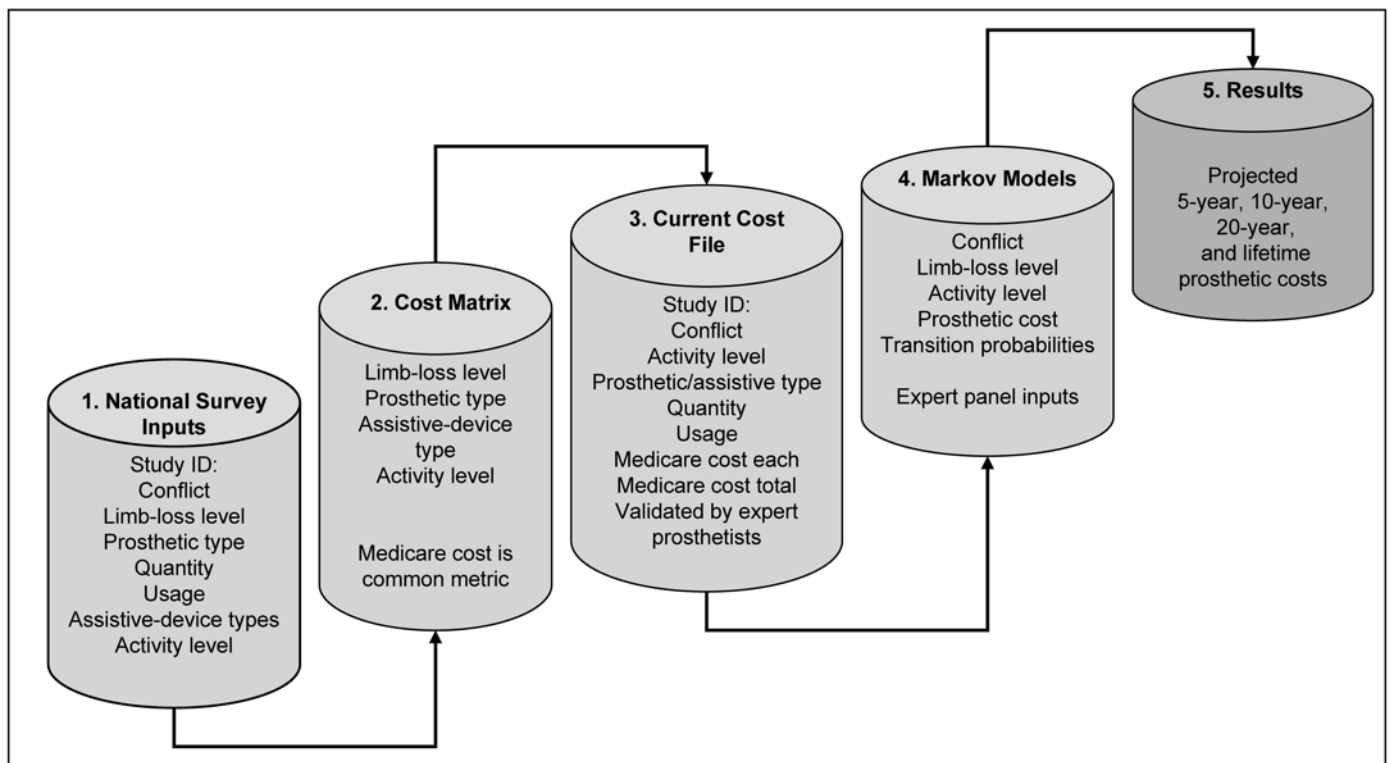 1. National Survey
Inputs
Study ID:
Conflict
Limb-loss level
Prosthetic type
Quantity
Usage
Assistive-device types
Activity level
2. Cost Matrix
Limb-loss level
Prosthetic type
Assistive-device
type
Activity level
Medicare cost is
common metric
3. Current Cost
File
Study ID:
Conflict
Activity level
Prosthetic/assistive type
Quantity
Usage
Medicare cost each
Medicare cost total
Validated by expert
prosthetists
4. Markov Models
Conflict
Limb-loss level
Activity level
Prosthetic cost
Transition probabilities
Expert panel inputs
5. Results
Projected
5-year, 10-year,
20-year,
and lifetime
prosthetic costs